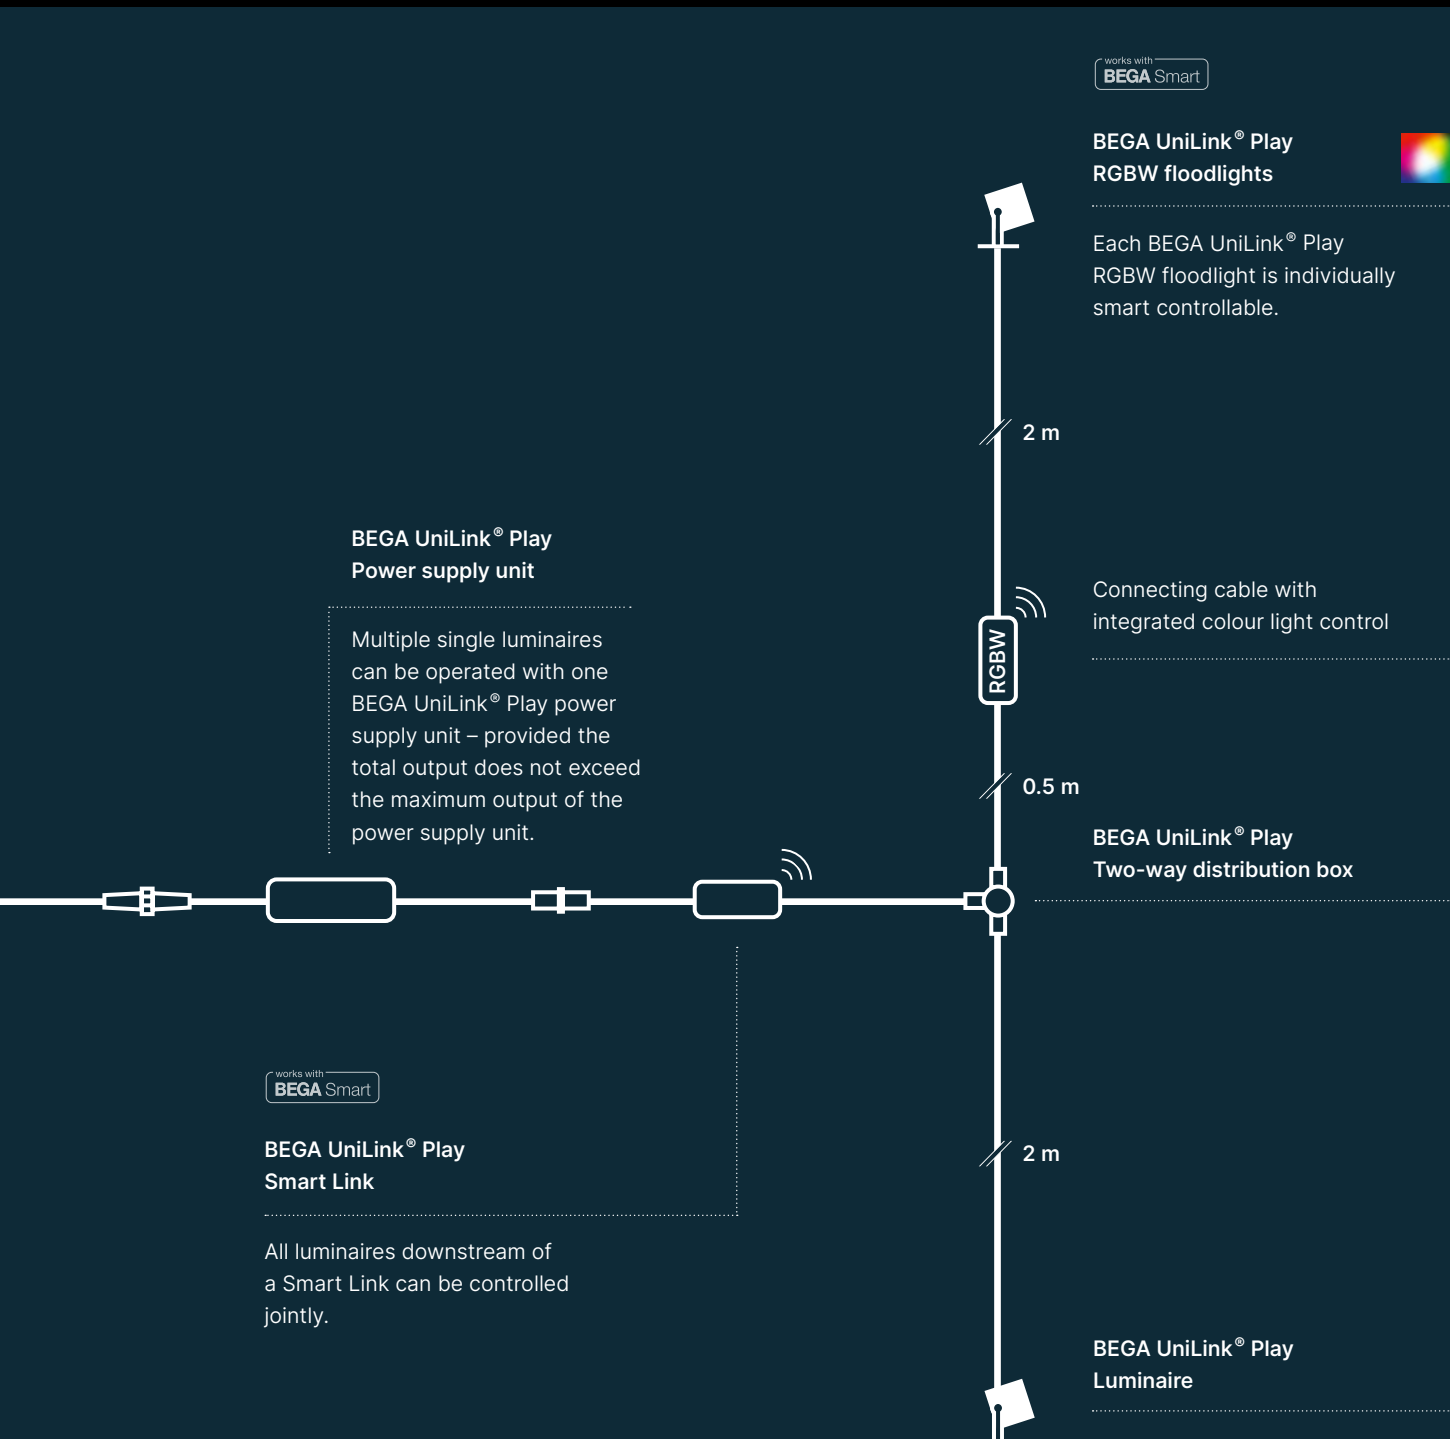 works with
BEGA Smart
BEGA UniLink® Play
RGBW floodlights
Each BEGA UniLink® Play
RGBW floodlight is individually
smart controllable.
2 m
BEGA UniLink® Play
Power supply unit
Multiple single luminaires
can be operated with one
BEGA UniLink® Play power
supply unit – provided the
total output does not exceed
the maximum output of the
power supply unit.
Connecting cable with
integrated colour light control
RGBW
0.5 m
BEGA UniLink® Play
Two-way distribution box
works with
BEGA Smart
BEGA UniLink® Play
Smart Link
All luminaires downstream of
a Smart Link can be controlled
jointly.
2 m
BEGA UniLink® Play
Luminaire